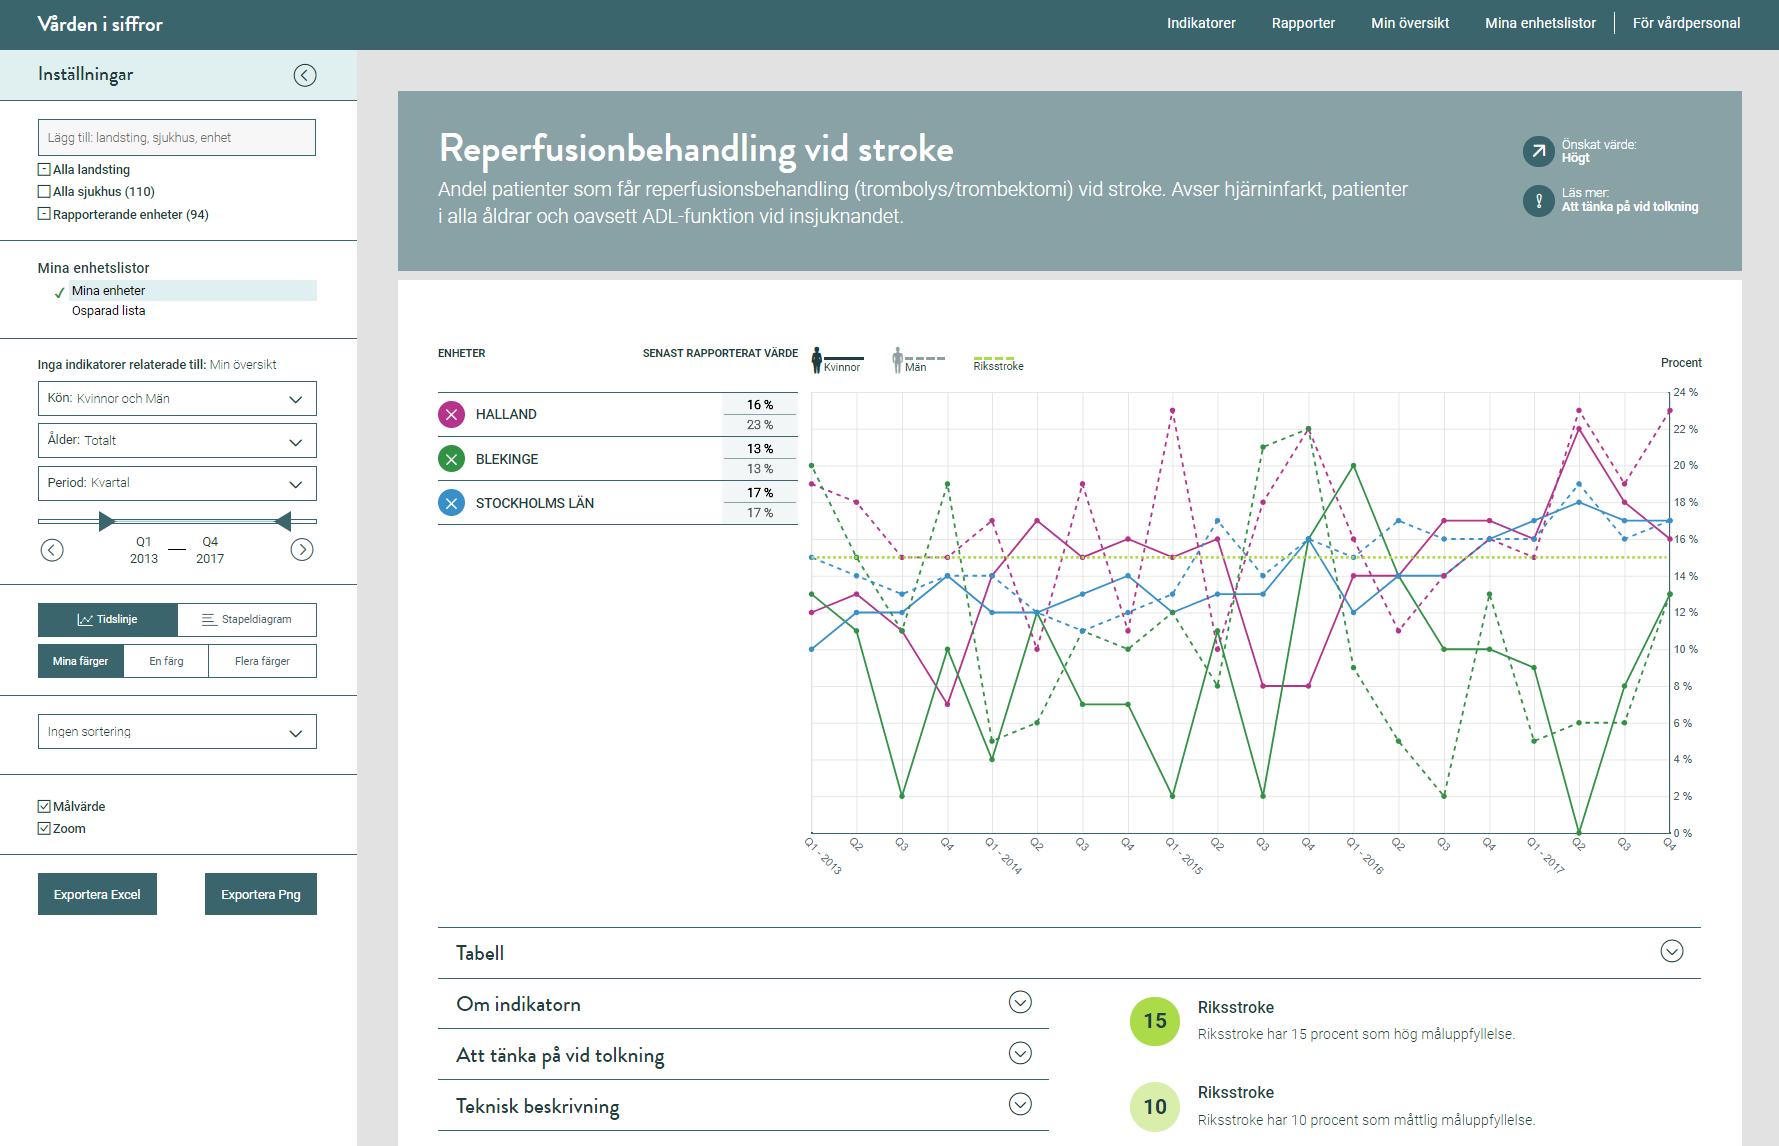 Vården i siffror
Indikatorer
Rapporter
Min översikt
Mina enhetslistor
För vårdpersonal
Inställningar
Lägg till: landsting, sjukhus, enhet
Alla landsting
Alla sjukhus (110)
Rapporterande enheter (94)
Mina enhetslistor
Mina enheter
Osparad lista
Inga indikatorer relaterade till: Min översikt
Kön: Kvinnor och Män
Ålder: Totalt
Period: Kvartal
Q1 — Q4
2013 2017
Tidslinje
Stapeldiagram
Mina färger
En färg
Flera färger
Ingen sortering
Målvärde
Zoom
Exportera Excel
Exportera Png
Reperfusionbehandling vid stroke
Andel patienter som får reperfusionsbehandling (trombolys/trombektomi) vid stroke. Avser hjärninfarkt, patienter
i alla åldrar och oavsett ADL-funktion vid insjuknandet.
Önskat värde:
Högt
Läs mer:
Att tänka på vid tolkning
ENHETER
SENAST RAPPORTERAT VÄRDE
HALLAND
16 %
23 %
BLEKINGE
13 %
13 %
STOCKHOLMS LÄN
17 %
17 %
Kvinnor
Män
Riksstroke
Procent
24 %
22 %
20 %
18 %
16 %
14 %
12 %
10 %
8 %
6 %
4 %
2 %
0 %
Q1 - 2013
Q2
Q3
Q4
Q1 - 2014
Q2
Q3
Q4
Q1 - 2015
Q2
Q3
Q4
Q1 - 2016
Q2
Q3
Q4
Q1 - 2017
Q2
Q3
Q4
Tabell
Om indikatorn
Att tänka på vid tolkning
Teknisk beskrivning
15
Riksstroke
Riksstroke har 15 procent som hög måluppfyllelse.
10
Riksstroke
Riksstroke har 10 procent som måttlig måluppfyllelse.